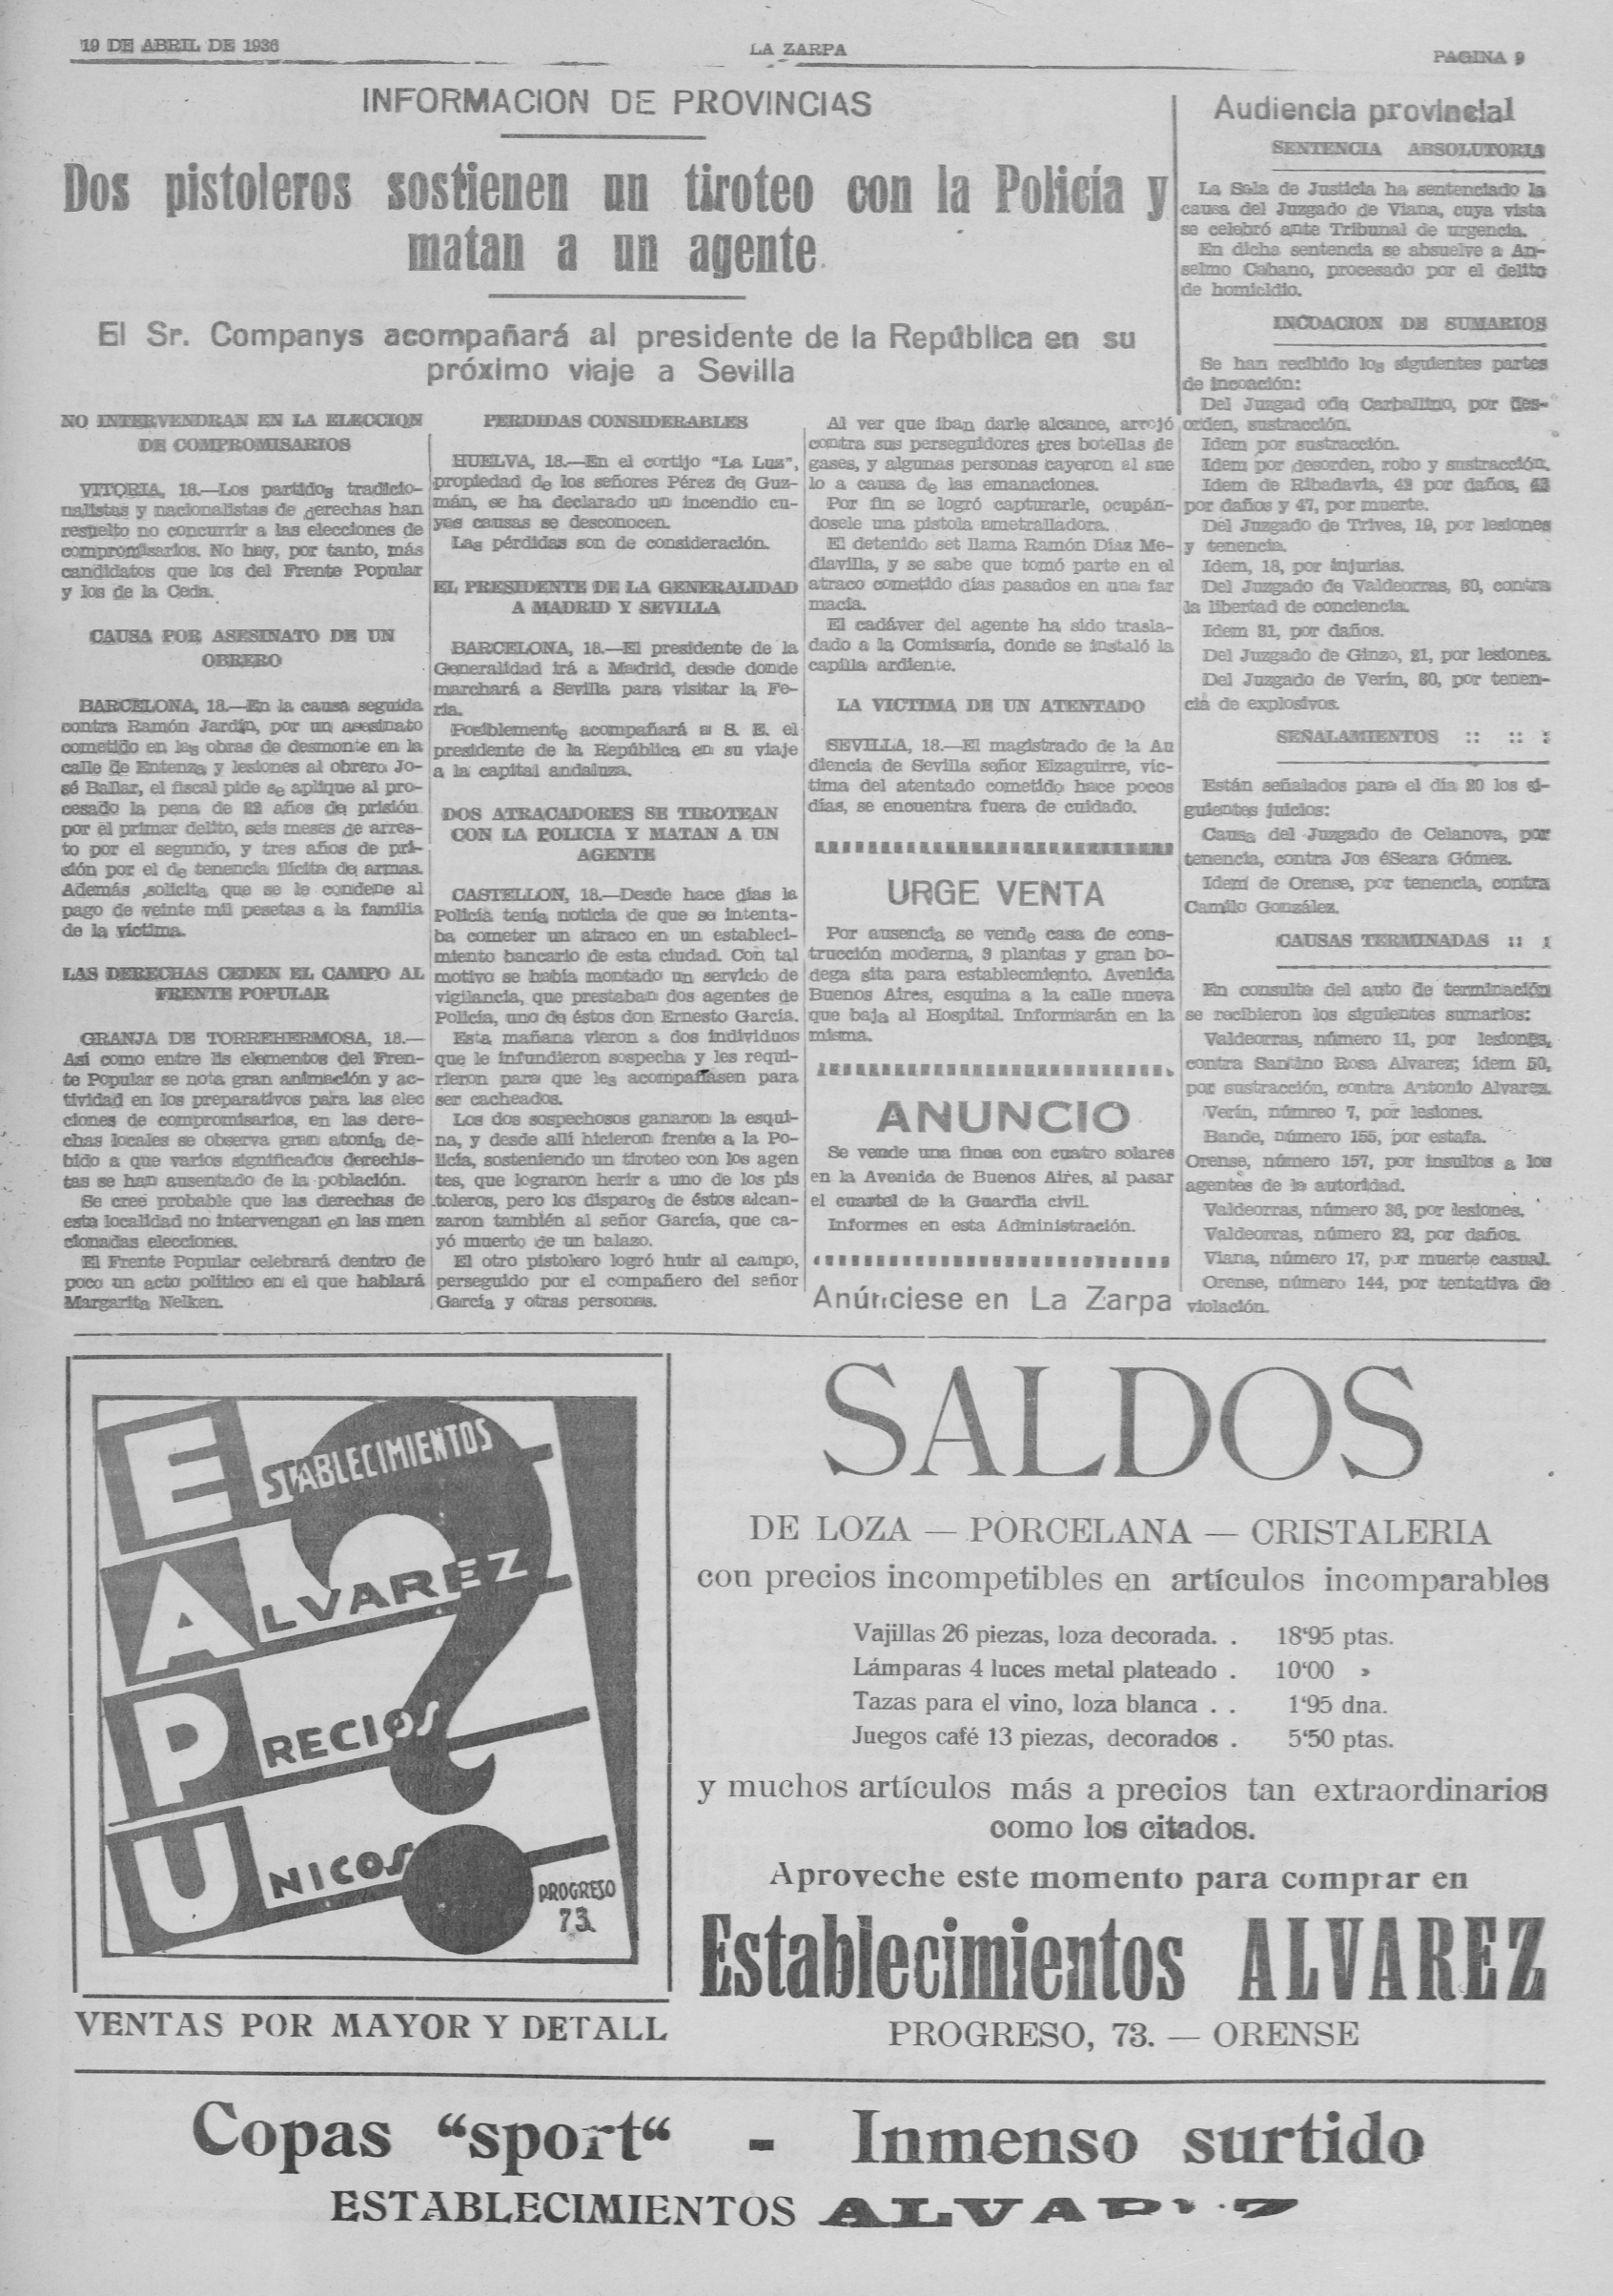 19 DE ABRIL DE 1936
LA ZARPA
PAGINA 9
INFORMACION DE PROVINCIAS
Dos pistoleros sostienen un tiroteo con la Policía y
matan a un agente
El Sr. Companys acompañará al presidente de la República en su
próximo viaje a Sevilla
NO INTERVENDRAN EN LA ELECCION
DE COMPROMISARIOS
VITORIA, 18.—Los partidos tradicio-
nalistas y nacionalistas de derechas han
resuelto no concurrir a las elecciones de
compromisarios. No hay, por tanto, más
candidatos que los del Frente Popular
y los de la Ceda.
CAUSA POR ASESINATO DE UN
OBRERO
BARCELONA, 18.—En la causa seguida
contra Ramón Jardín, por un asesinato
cometido en las obras de desmonte en la
calle de Entenza y lesiones al obrero Jo-
sé Ballar, el fiscal pide se aplique al pro-
cesado la pena de 22 años de prisión
por el primer delito, seis meses de arres-
to por el segundo, y tres años de pri-
sión por el de tenencia ilícita de armas.
Además ,solicita que se le condene al
pago de veinte mil pesetas a la familia
de la víctima.
LAS DERECHAS CEDEN EL CAMPO AL
FRENTE POPULAR
GRANJA DE TORREHERMOSA, 18.—
Así como entre lis elementos del Fren-
te Popular se nota gran animación y ac-
tividad en los preparativos para las elec
ciones de compromisarios, en las dere-
chas locales se observa gran atonía de-
bido a que varios significados derechis-
tas se han ausentado de la población.
Se cree probable que las derechas de
esta localidad no intervengan en las men
cionadas elecciones.
El Frente Popular celebrará dentro de
poco un acto político en el que hablará
Margarita Nelken.
PERDIDAS CONSIDERABLES
HUELVA, 18.—En el cortijo "La Luz",
propiedad de los señores Pérez de Guz-
mán, se ha declarado un incendio cu-
yas causas se desconocen.
Las pérdidas son de consideración.
EL PRESIDENTE DE LA GENERALIDAD
A MADRID Y SEVILLA
BARCELONA, 18.—El presidente de la
Generalidad irá a Madrid, desde donde
marchará a Sevilla para visitar la Fe-
ria.
Posiblemente acompañará a S. E. el
presidente de la República en su viaje
a la capital andaluza.
DOS ATRACADORES SE TIROTEAN
CON LA POLICIA Y MATAN A UN
AGENTE
CASTELLON, 18.—Desde hace días la
Policía tenía noticia de que se intenta-
ba cometer un atraco en un estableci-
miento bancario de esta ciudad. Con tal
motivo se había montado un servicio de
vigilancia, que prestaban dos agentes de
Policía, uno de éstos don Ernesto García.
Esta mañana vieron a dos individuos
que le infundieron sospecha y les requi-
rieron para que les acompañasen para
ser cacheados.
Los dos sospechosos ganaron la esqui-
na, y desde allí hicieron frente a la Po-
licía, sosteniendo un tiroteo con los agen
tes, que lograron herir a uno de los pis
toleros, pero los disparos de éstos alcan-
zaron también al señor García, que ca-
yó muerto de un balazo.
El otro pistolero logró huir al campo,
perseguido por el compañero del señor
García y otras personas.
Al ver que iban darle alcance, arrojó
contra sus perseguidores tres botellas de
gases, y algunas personas cayeron al sue
lo a causa de las emanaciones.
Por fin se logró capturarle, ocupán-
dosele una pistola ametralladora.
El detenido set llama Ramón Díaz Me-
diavilla, y se sabe que tomó parte en el
atraco cometido días pasados en una far
macia.
El cadáver del agente ha sido trasla-
dado a la Comisaría, donde se instaló la
capilla ardiente.
LA VICTIMA DE UN ATENTADO
SEVILLA, 18.—El magistrado de la Au
diencia de Sevilla señor Eizaguirre, víc-
tima del atentado cometido hace pocos
días, se encuentra fuera de cuidado.
URGE VENTA
Por ausencia se vende casa de cons-
trucción moderna, 3 plantas y gran bo-
dega sita para establecmiento. Avenida
Buenos Aires, esquina a la calle nueva
que baja al Hospital. Informarán en la
misma.
ANUNCIO
Se vende una finca con cuatro solares
en la Avenida de Buenos Aires, al pasar
el cuartel de la Guardia civil.
Informes en esta Administración.
Anúnciese en La Zarpa
Audiencia provincial
SENTENCIA ABSOLUTORIA
La Sala de Justicia ha sentenciado la
causa del Juzgado de Viana, cuya vista
se celebró ante Tribunal de urgencia.
En dicha sentencia se absuelve a An-
selmo Cabano, procesado por el delito
de homicidio.
INCOACION DE SUMARIOS
Se han recibido los siguientes partes
de incoación:
Del Juzgad ode Carballino, por des-
orden, sustracción.
Idem por sustracción.
Idem por desorden, robo y sustracción.
Idem de Ribadavia, 42 por daños, 43
por daños y 47, por muerte.
Del Juzgado de Trives, 19, por lesiones
y tenencia.
Idem, 18, por injurias.
Del Juzgado de Valdeorras, 80, contra
la libertad de conciencia.
Idem 31, por daños.
Del Juzgado de Ginzo, 21, por lesiones.
Del Juzgado de Verín, 80, por tenen-
cia de explosivos.
SEÑALAMIENTOS :: :: :
Están señalados para el día 20 los si-
guientes juicios:
Causa del Juzgado de Celanova, por
tenencia, contra Jos éSeara Gómez.
Idem de Orense, por tenencia, contra
Camilo González.
CAUSAS TERMINADAS :: :
En consulta del auto de terminación
se recibieron los siguientes sumarios:
Valdeorras, número 11, por lesiones,
contra Santino Rosa Alvarez; idem 50,
por sustracción, contra Antonio Alvarez.
Verín, númreo 7, por lesiones.
Bande, número 155, por estafa.
Orense, número 157, por insultos a los
agentes de la autoridad.
Valdeorras, número 36, por lesiones.
Valdeorras, número 22, por daños.
Viana, número 17, por muerte casual.
Orense, número 144, por tentativa de
violación.
ESTABLECIMIENTOS
ALVAREZ
PRECIOS
UNICOS
PROGRESO
73
VENTAS POR MAYOR Y DETALL
SALDOS
DE LOZA — PORCELANA — CRISTALERIA
con precios incompetibles en artículos incomparables
Vajillas 26 piezas, loza decorada. . 18'95 ptas.
Lámparas 4 luces metal plateado . 10'00 »
Tazas para el vino, loza blanca . . 1'95 dna.
Juegos café 13 piezas, decorados . 5'50 ptas.
y muchos artículos más a precios tan extraordinarios
como los citados.
Aproveche este momento para comprar en
Establecimientos ALVAREZ
PROGRESO, 73. — ORENSE
Copas "sport" - Inmenso surtido
ESTABLECIMIENTOS ALVAREZ